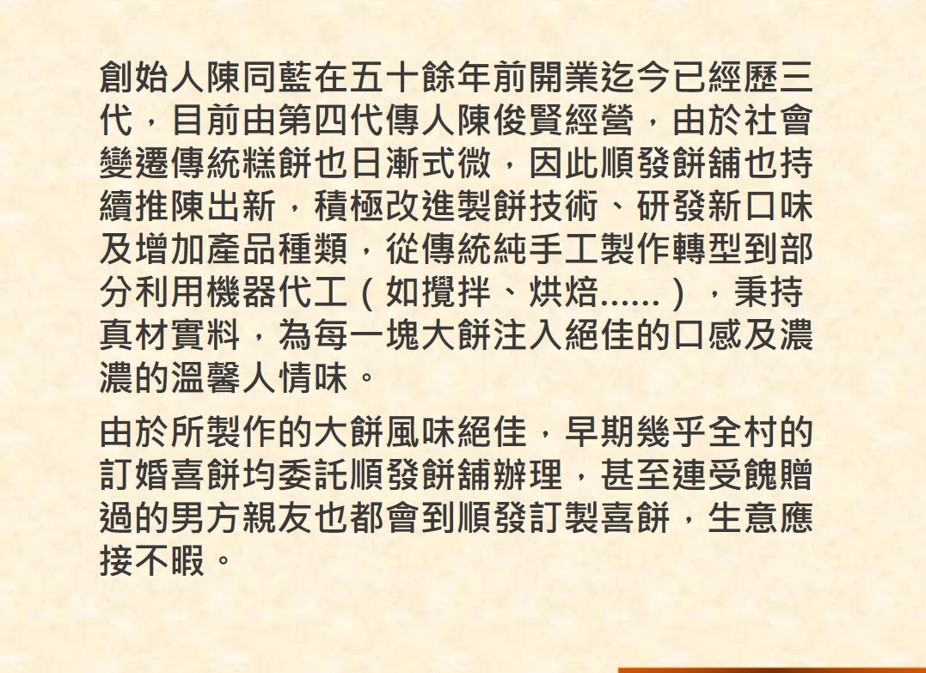 創始人陳同藍在五十餘年前開業迄今已經歷三
代，目前由第四代傳人陳俊賢經營，由於社會
變遷傳統糕餅也日漸式微，因此順發餅舖也持
續推陳出新，積極改進製餅技術、研發新口味
及增加產品種類，從傳統純手工製作轉型到部
分利用機器代工（如攪拌、烘焙……），秉持
真材實料，為每一塊大餅注入絕佳的口感及濃
濃的溫馨人情味。
由於所製作的大餅風味絕佳，早期幾乎全村的
訂婚喜餅均委託順發餅舖辦理，甚至連受餽贈
過的男方親友也都會到順發訂製喜餅，生意應
接不暇。